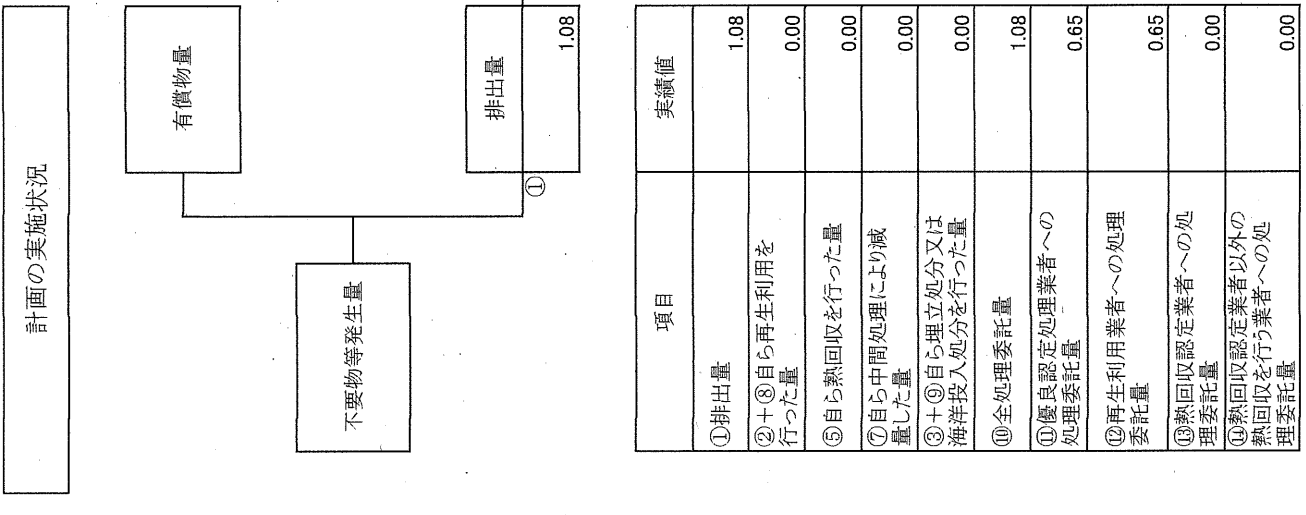 計画の実施状況
不要物等発生量
有償物量
①
排出量
1.08
項目
実績値
①排出量
1.08
②+⑧自ら再生利用を
行った量
0.00
⑤自ら熱回収を行った量
0.00
⑦自ら中間処理により減
量した量
0.00
③+⑨自ら埋立処分又は
海洋投入処分を行った量
0.00
⑩全処理委託量
1.08
⑪優良認定処理業者への
処理委託量
0.65
⑫再生利用業者への処理
委託量
0.65
⑬熱回収認定業者への処
理委託量
0.00
⑭熱回収認定業者以外の
熱回収を行う業者への処
理委託量
0.00